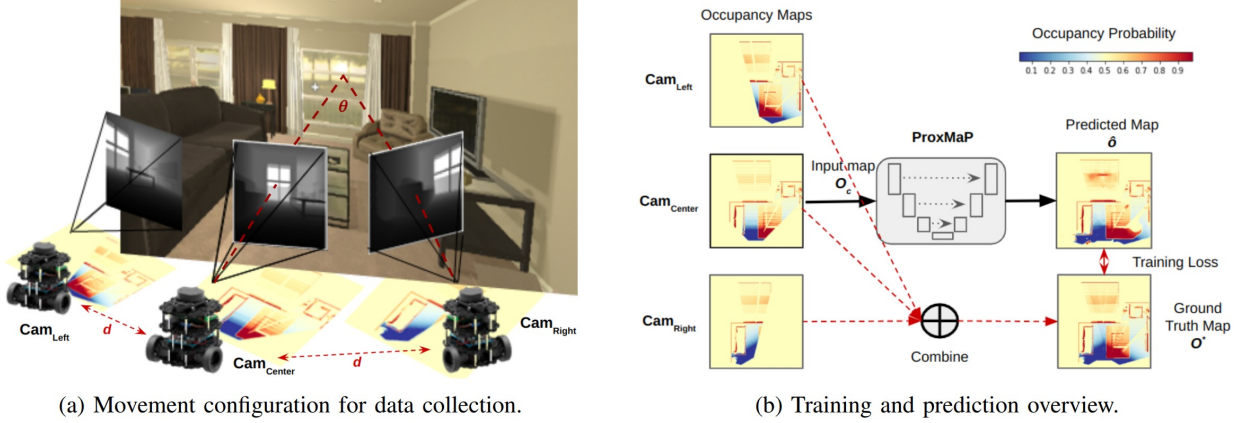 θ
Cam_Left
d
Cam_Center
d
Cam_Right
(a) Movement configuration for data collection.
Occupancy Maps
Occupancy Probability
0.1 0.2 0.3 0.4 0.5 0.6 0.7 0.8 0.9
Cam_Left
ProxMaP
Predicted Map
ô
Input map
O_c
Cam_Center
Training Loss
Cam_Right
Ground
Truth Map
O*
Combine
(b) Training and prediction overview.